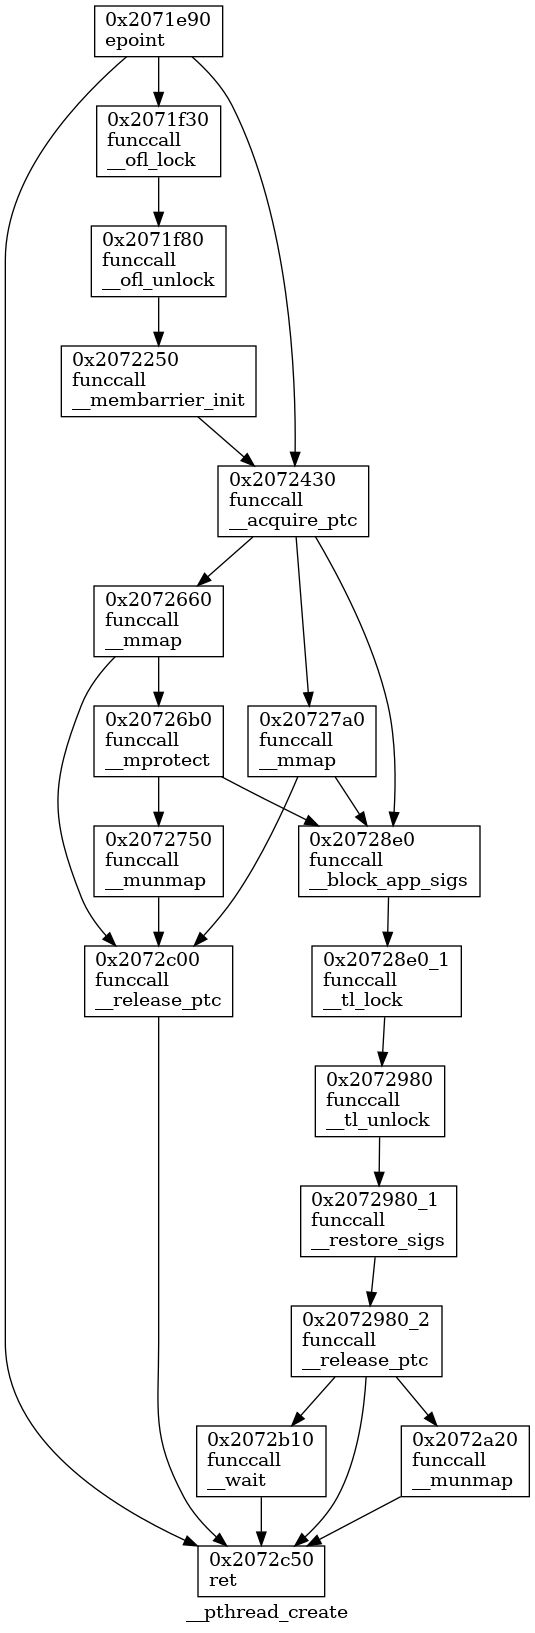 0x2071e90
epoint
0x2071f30
funccall
__ofl_lock
0x2071f80
funccall
__ofl_unlock
0x2072250
funccall
__membarrier_init
0x2072430
funccall
__acquire_ptc
0x2072660
funccall
__mmap
0x20726b0
funccall
__mprotect
0x20727a0
funccall
__mmap
0x2072750
funccall
__munmap
0x20728e0
funccall
__block_app_sigs
0x2072c00
funccall
__release_ptc
0x20728e0_1
funccall
__tl_lock
0x2072980
funccall
__tl_unlock
0x2072980_1
funccall
__restore_sigs
0x2072980_2
funccall
__release_ptc
0x2072b10
funccall
__wait
0x2072a20
funccall
__munmap
0x2072c50
ret
__pthread_create